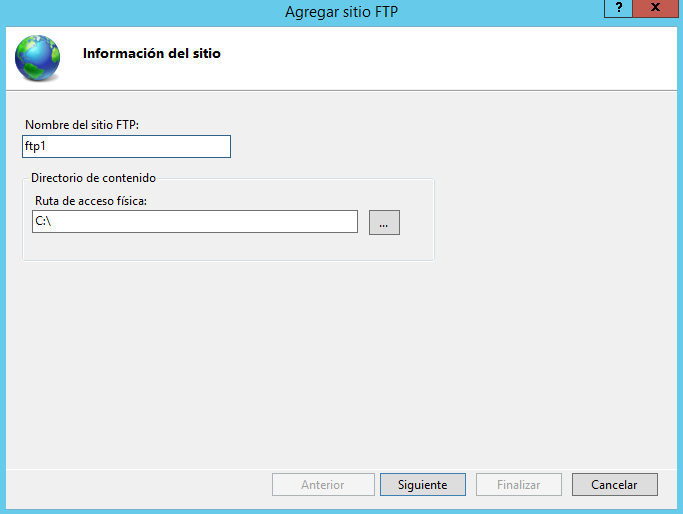 Agregar sitio FTP
?
x
Información del sitio
Nombre del sitio FTP:
ftp1
Directorio de contenido
Ruta de acceso física:
C:\
...
Anterior
Siguiente
Finalizar
Cancelar